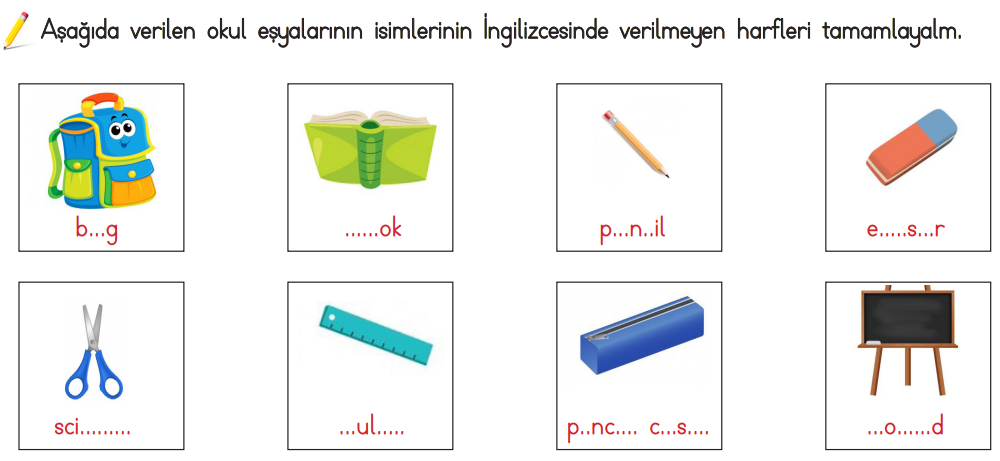 Aşağıda verilen okul eşyalarının isimlerinin İngilizcesinde verilmeyen harfleri tamamlayalm.
b...g
......ok
p...n..il
e.....s...r
sci.........
...ul.....
p..nc.... c...s....
...o......d